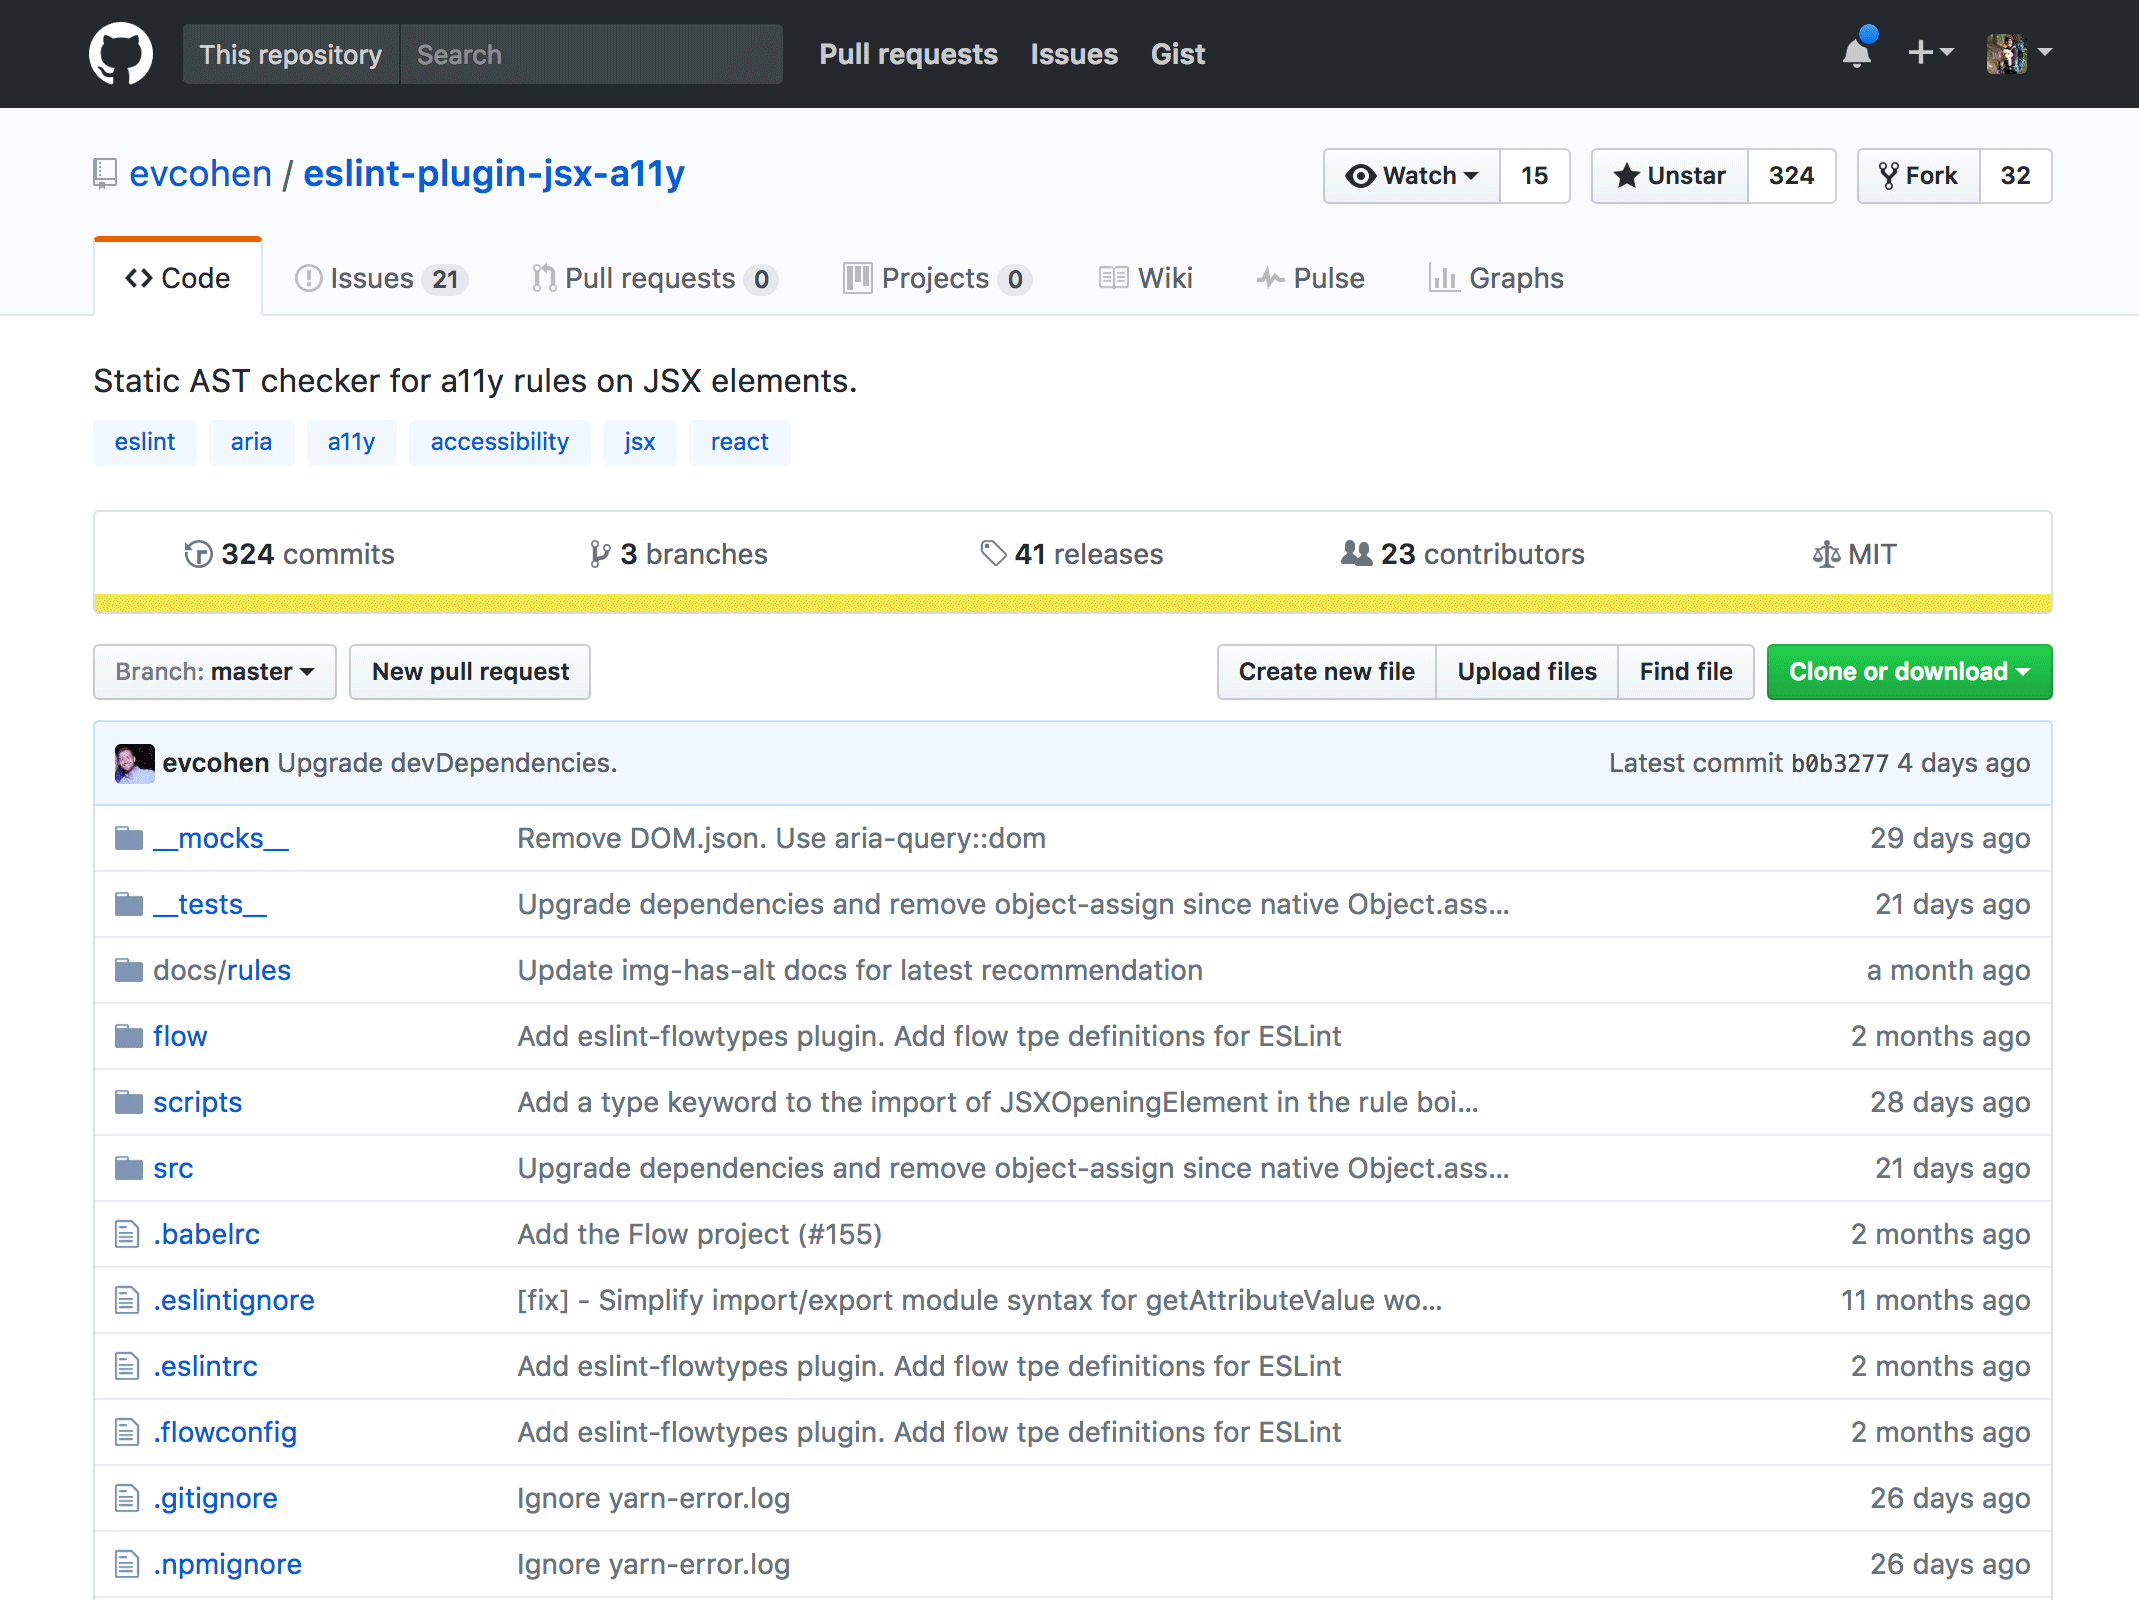 This repository Search Pull requests Issues Gist
evcohen / eslint-plugin-jsx-a11y Watch 15 Unstar 324 Fork 32
Code Issues 21 Pull requests 0 Projects 0 Wiki Pulse Graphs
Static AST checker for a11y rules on JSX elements.
eslint aria a11y accessibility jsx react
324 commits 3 branches 41 releases 23 contributors MIT
Branch: master New pull request Create new file Upload files Find file Clone or download
evcohen Upgrade devDependencies. Latest commit b0b3277 4 days ago
__mocks__ Remove DOM.json. Use aria-query::dom 29 days ago
__tests__ Upgrade dependencies and remove object-assign since native Object.ass... 21 days ago
docs/rules Update img-has-alt docs for latest recommendation a month ago
flow Add eslint-flowtypes plugin. Add flow tpe definitions for ESLint 2 months ago
scripts Add a type keyword to the import of JSXOpeningElement in the rule boi... 28 days ago
src Upgrade dependencies and remove object-assign since native Object.ass... 21 days ago
.babelrc Add the Flow project (#155) 2 months ago
.eslintignore [fix] - Simplify import/export module syntax for getAttributeValue wo... 11 months ago
.eslintrc Add eslint-flowtypes plugin. Add flow tpe definitions for ESLint 2 months ago
.flowconfig Add eslint-flowtypes plugin. Add flow tpe definitions for ESLint 2 months ago
.gitignore Ignore yarn-error.log 26 days ago
.npmignore Ignore yarn-error.log 26 days ago